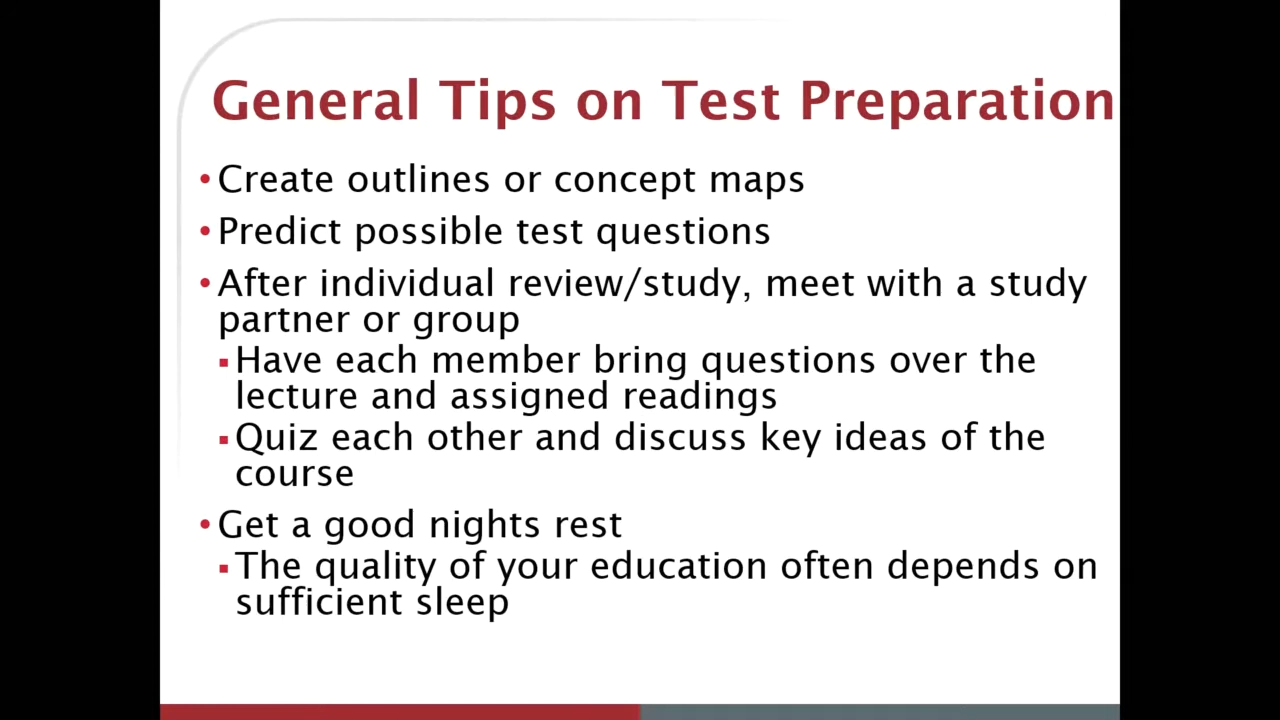 General Tips on Test Preparation
•Create outlines or concept maps
•Predict possible test questions
•After individual review/study, meet with a study
partner or group
▪Have each member bring questions over the
lecture and assigned readings
▪Quiz each other and discuss key ideas of the
course
•Get a good nights rest
▪The quality of your education often depends on
sufficient sleep